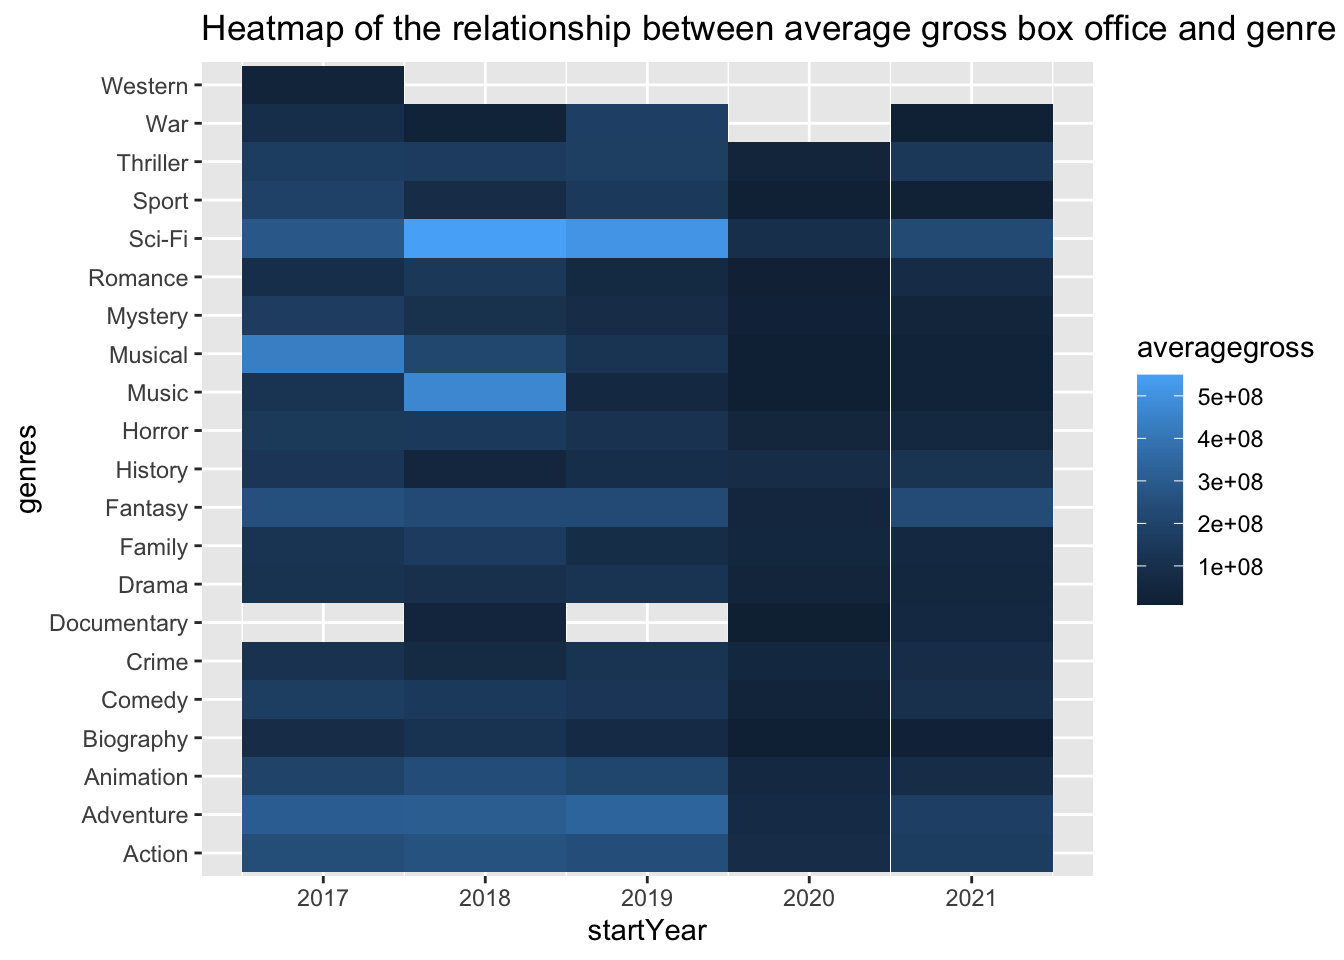 Heatmap of the relationship between average gross box office and genre
genres
Western
War
Thriller
Sport
Sci-Fi
Romance
Mystery
Musical
Music
Horror
History
Fantasy
Family
Drama
Documentary
Crime
Comedy
Biography
Animation
Adventure
Action
2017 2018 2019 2020 2021
startYear
averagegross
5e+08
4e+08
3e+08
2e+08
1e+08